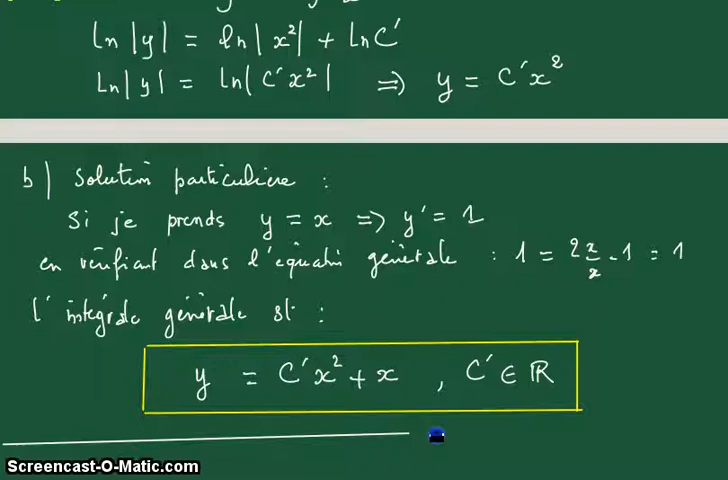 ln |y| = ln |x²| + ln C'
ln |y| = ln | C' x² | ⇒ y = C' x²
b) Solution particulière :
Si je prends y = x ⇒ y' = 1
en vérifiant dans l'équation générale : 1 = 2 x/x - 1 = 1
l'intégrale générale est :
y = C' x² + x , C' ∈ ℝ
Screencast-O-Matic.com